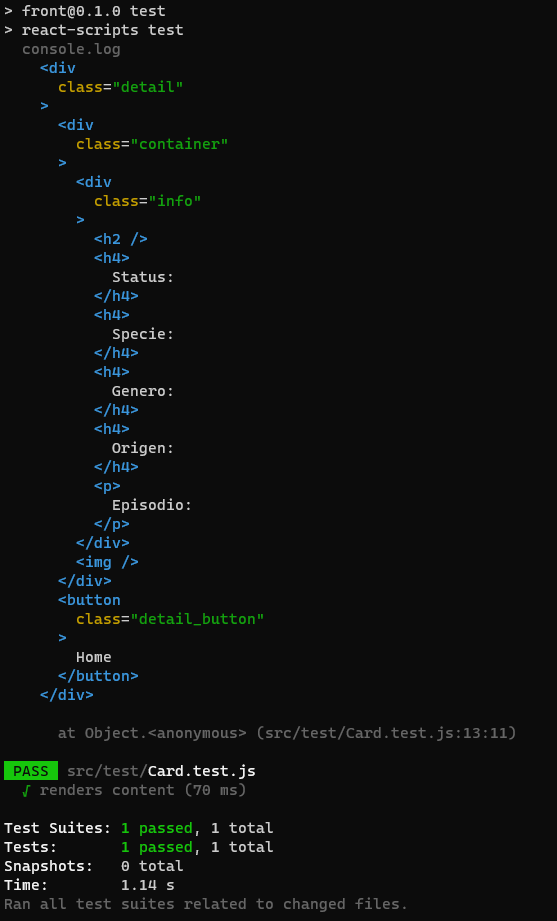 > front@0.1.0 test
> react-scripts test
console.log
<div
class="detail"
>
<div
class="container"
>
<div
class="info"
>
<h2 />
<h4>
Status:
</h4>
<h4>
Specie:
</h4>
<h4>
Genero:
</h4>
<h4>
Origen:
</h4>
<p>
Episodio:
</p>
</div>
<img />
</div>
<button
class="detail_button"
>
Home
</button>
</div>
at Object.<anonymous> (src/test/Card.test.js:13:11)
PASS src/test/Card.test.js
√ renders content (70 ms)
Test Suites: 1 passed, 1 total
Tests: 1 passed, 1 total
Snapshots: 0 total
Time: 1.14 s
Ran all test suites related to changed files.